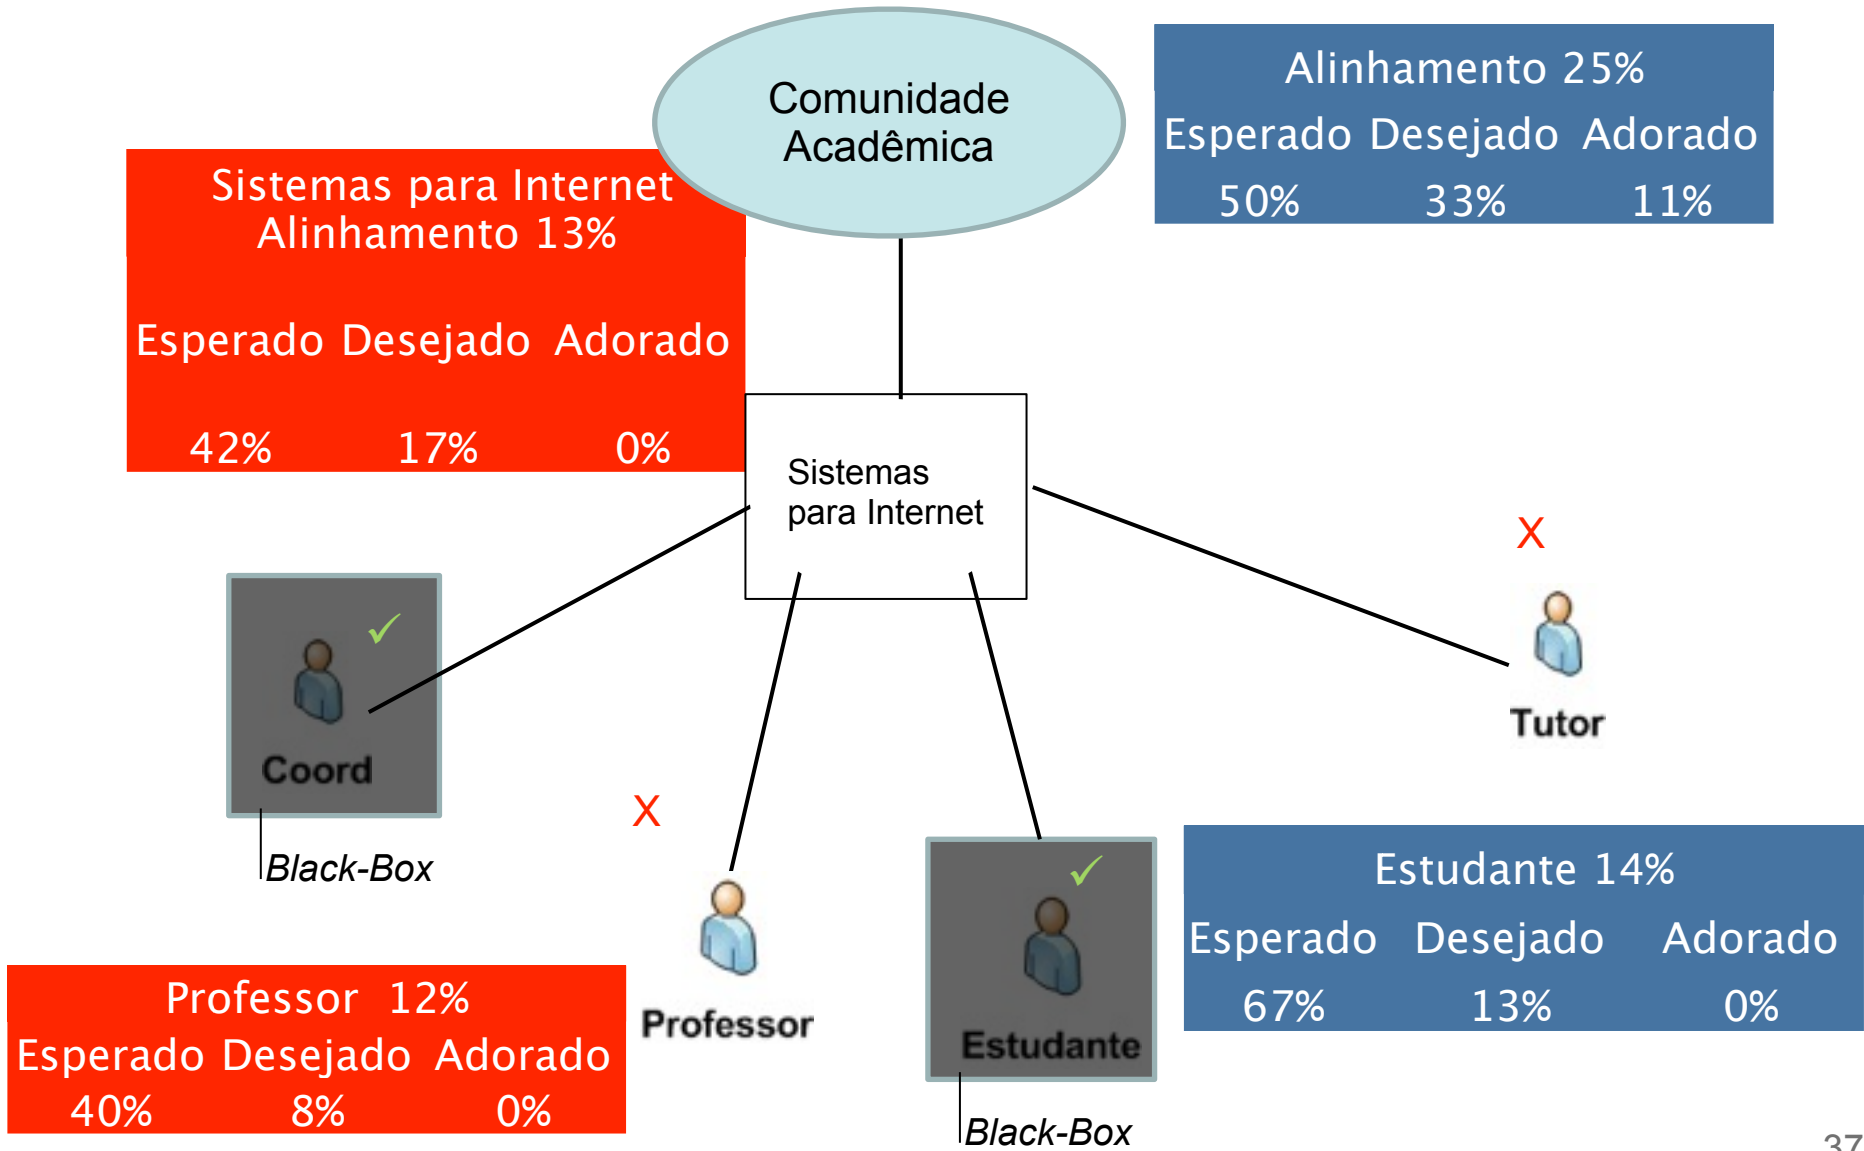 Comunidade
Acadêmica
Alinhamento 25%
Esperado Desejado Adorado
50% 33% 11%
Sistemas para Internet
Alinhamento 13%
Esperado Desejado Adorado
42% 17% 0%
Sistemas
para Internet
X
✓
Tutor
Coord
Black-Box
X
✓
Estudante 14%
Esperado Desejado Adorado
67% 13% 0%
Professor
Estudante
Professor 12%
Esperado Desejado Adorado
40% 8% 0%
Black-Box
37